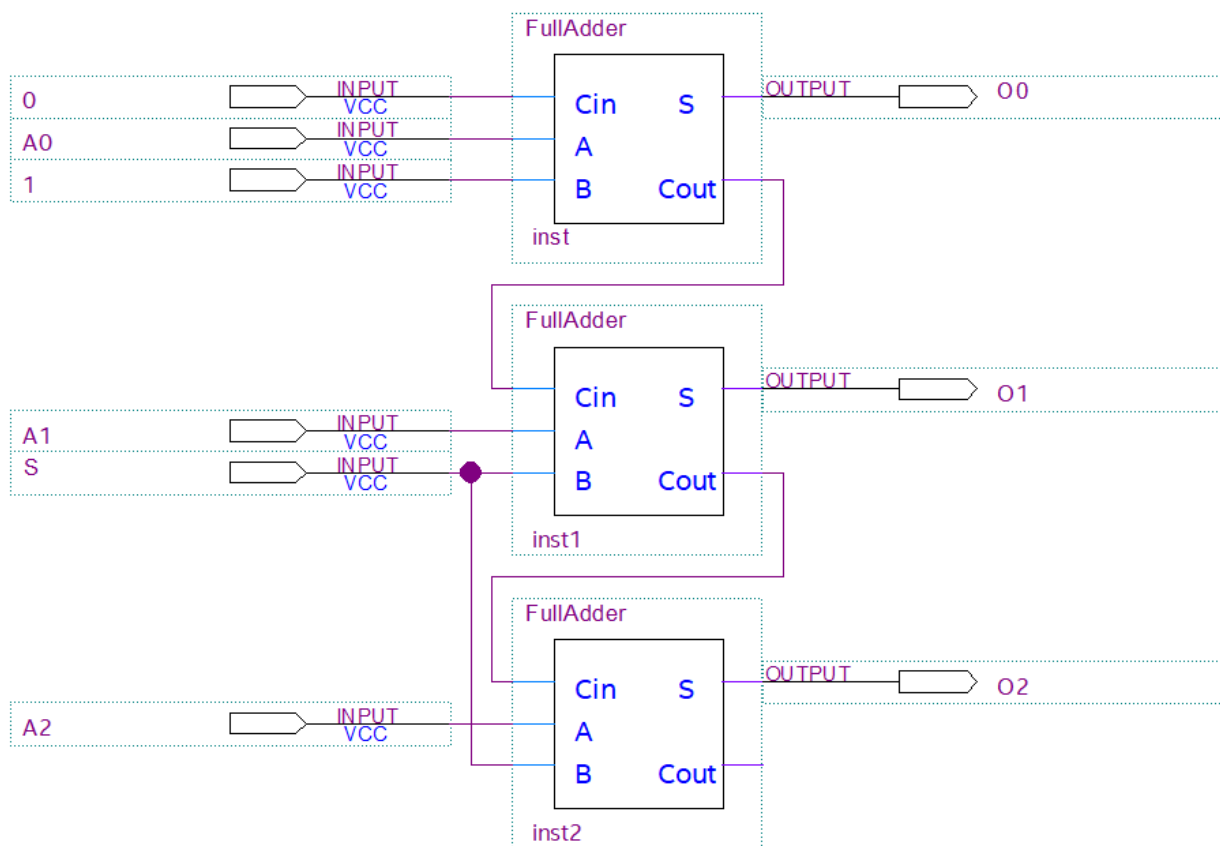 FullAdder
0 INPUT VCC Cin S OUTPUT O0
A0 INPUT VCC A
1 INPUT VCC B Cout
inst
FullAdder
Cin S OUTPUT O1
A1 INPUT VCC A
S INPUT VCC B Cout
inst1
FullAdder
Cin S OUTPUT O2
A2 INPUT VCC A
B Cout
inst2